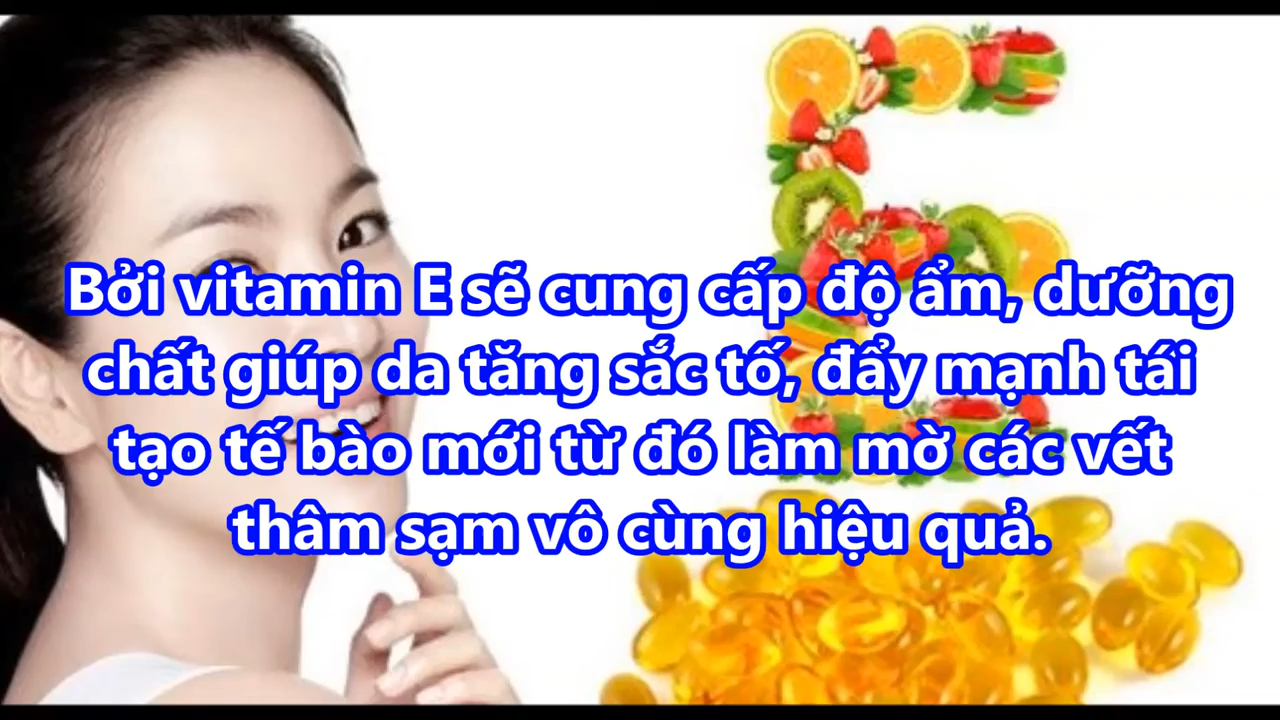 Bởi vitamin E sẽ cung cấp độ ẩm, dưỡng
chất giúp da tăng sắc tố, đẩy mạnh tái
tạo tế bào mới từ đó làm mờ các vết
thâm sạm vô cùng hiệu quả.